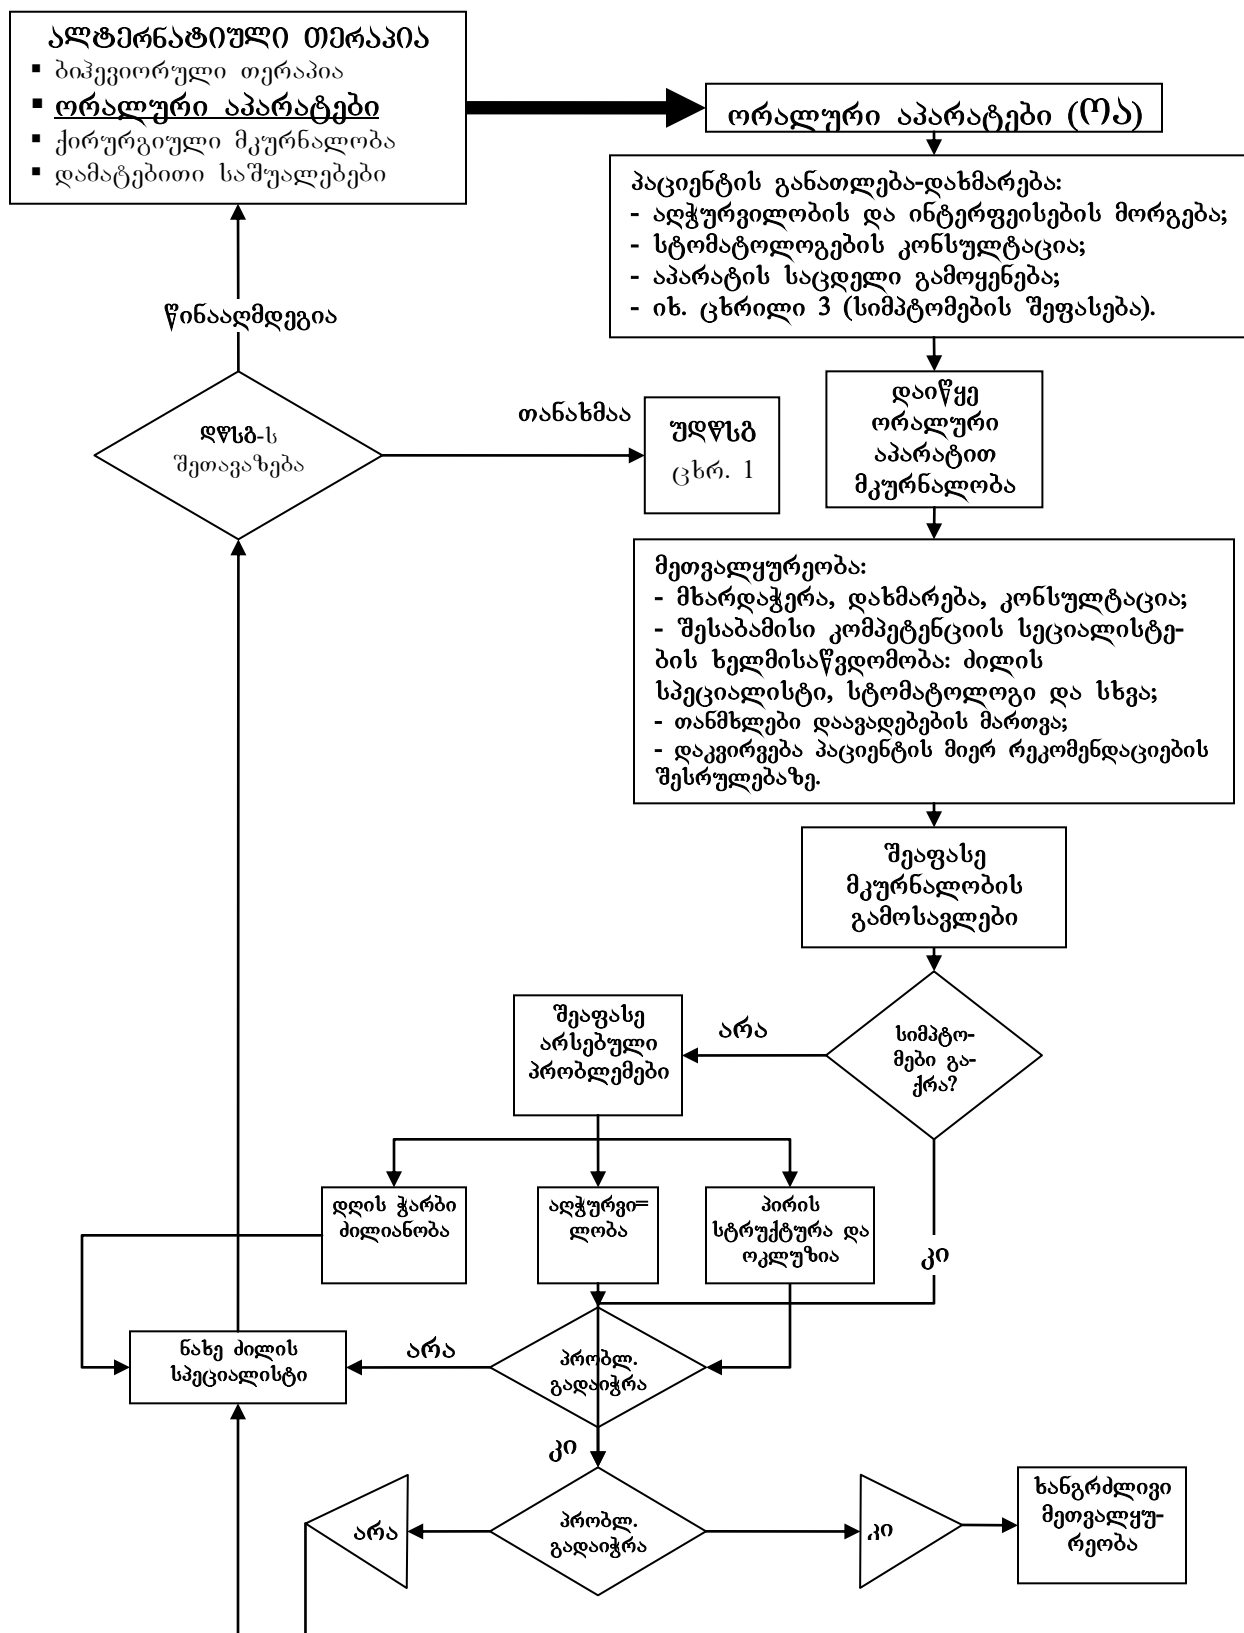 ალტერნატიული თერაპია
▪ ბიჰევიორული თერაპია
▪ ორალური აპარატები
▪ ქირურგიული მკურნალობა
▪ დამატებითი საშუალებები
ორალური აპარატები (ОᲐ)
პაციენტის განათლება-დახმარება:
- აღჭურვილობის და ინტერფეისების მორგება;
- სტომატოლოგების კონსულტაცია;
- აპარატის საცდელი გამოყენება;
- იხ. ცხრილი 3 (სიმპტომების შეფასება).
წინააღმდეგია
დაიწყე
ორალური
აპარატით
მკურნალობა
თანახმაა
უდწსგ
ცხრ. 1
დწსგ-ს
შეთავაზება
მეთვალყურეობა:
- მხარდაჭერა, დახმარება, კონსულტაცია;
- შესაბამისი კომპეტენციის სეციალისტე-
ბის ხელმისაწვდომობა: ძილის
სპეციალისტი, სტომატოლოგი და სხვა;
- თანმხლები დაავადებების მართვა;
- დაკვირვება პაციენტის მიერ რეკომენდაციების
შესრულებაზე.
შეაფასე
მკურნალობის
გამოსავლები
შეაფასე
არსებული
პრობლემები
არა
სიმპტო-
მები გა-
ქრა?
დღის ჭარბი
ძილიანობა
აღჭურვი=
ლობა
პირის
სტრუქტურა და
ოკლუზია
კი
ნახე ძილის
სპეციალისტი
არა
პრობლ.
გადაიჭრა
კი
არა
პრობლ.
გადაიჭრა
კი
ხანგრძლივი
მეთვალყუ-
რეობა